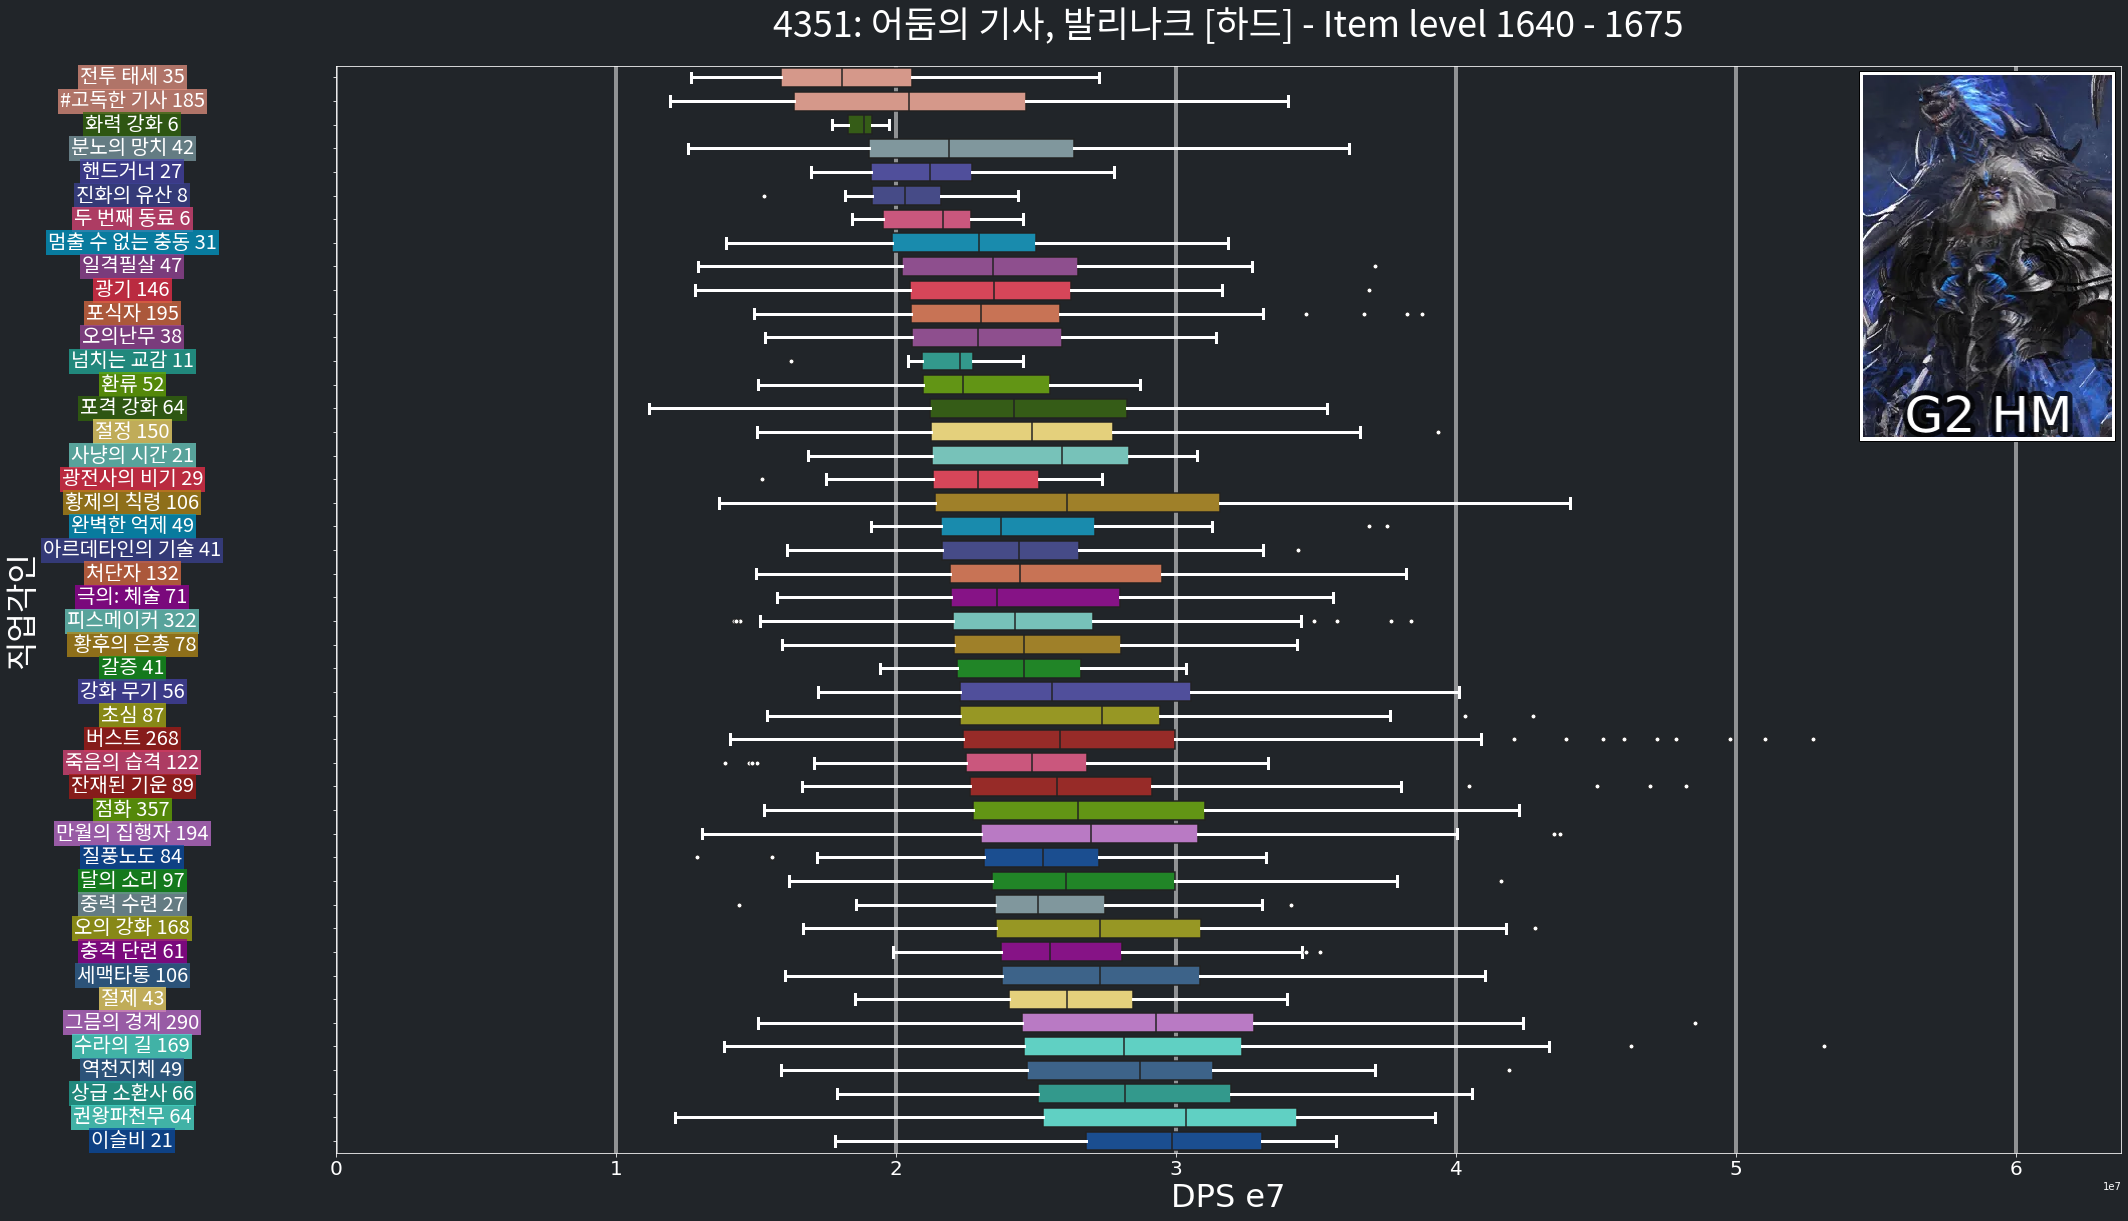 4351: 어둠의 기사, 발리나크 [하드] - Item level 1640 - 1675
전투 태세 35
#고독한 기사 185
화력 강화 6
분노의 망치 42
핸드거너 27
진화의 유산 8
두 번째 동료 6
멈출 수 없는 충동 31
일격필살 47
광기 146
포식자 195
오의난무 38
넘치는 교감 11
환류 52
포격 강화 64
절정 150
사냥의 시간 21
광전사의 비기 29
황제의 칙령 106
완벽한 억제 49
아르데타인의 기술 41
처단자 132
극의: 체술 71
피스메이커 322
황후의 은총 78
갈증 41
강화 무기 56
초심 87
버스트 268
죽음의 습격 122
잔재된 기운 89
점화 357
만월의 집행자 194
질풍노도 84
달의 소리 97
중력 수련 27
오의 강화 168
충격 단련 61
세맥타통 106
절제 43
그믐의 경계 290
수라의 길 169
역천지체 49
상급 소환사 66
권왕파천무 64
이슬비 21
직업각인
G2 HM
0 1 2 3 4 5 6
DPS e7
1e7